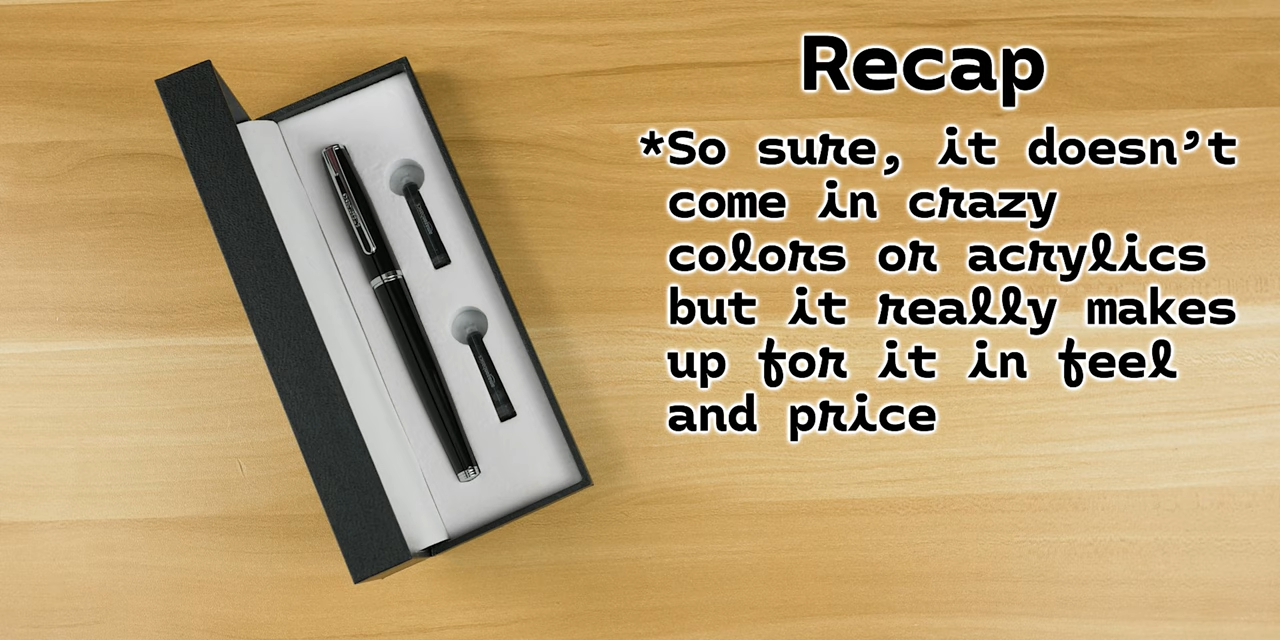 Recap
*So sure, it doesn’t
come in crazy
colors or acrylics
but it really makes
up for it in feel
and price